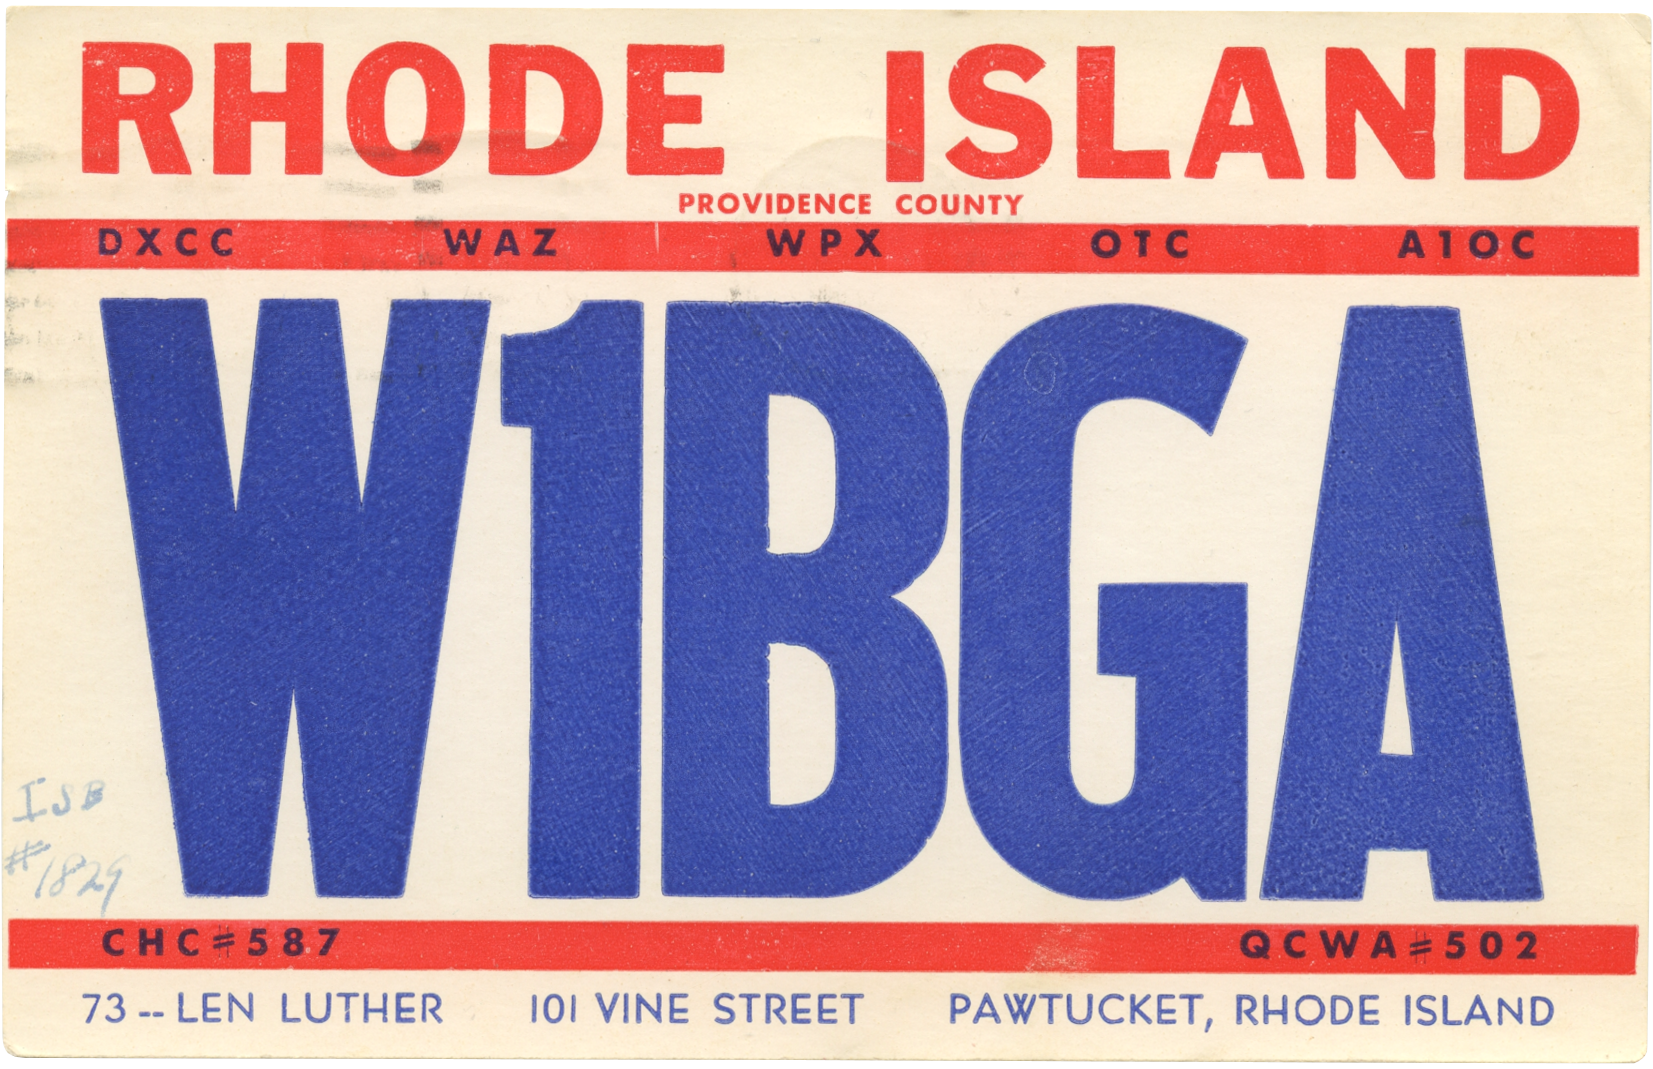 RHODE ISLAND
PROVIDENCE COUNTY
DXCC WAZ WPX OTC A1OC
W1BGA
ISB
#1829
CHC#587 QCWA#502
73 -- LEN LUTHER 101 VINE STREET PAWTUCKET, RHODE ISLAND